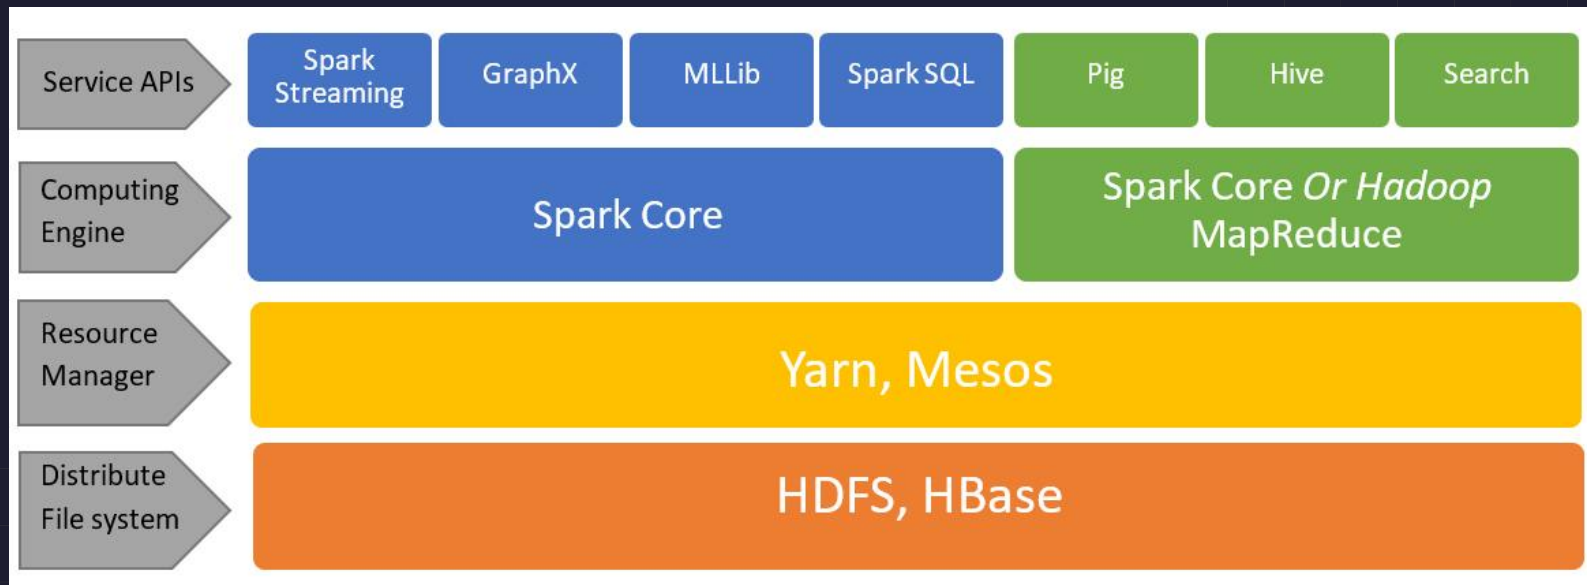 Service APIs
Spark
Streaming
GraphX
MLLib
Spark SQL
Pig
Hive
Search
Computing
Engine
Spark Core
Spark Core Or Hadoop
MapReduce
Resource
Manager
Yarn, Mesos
Distribute
File system
HDFS, HBase